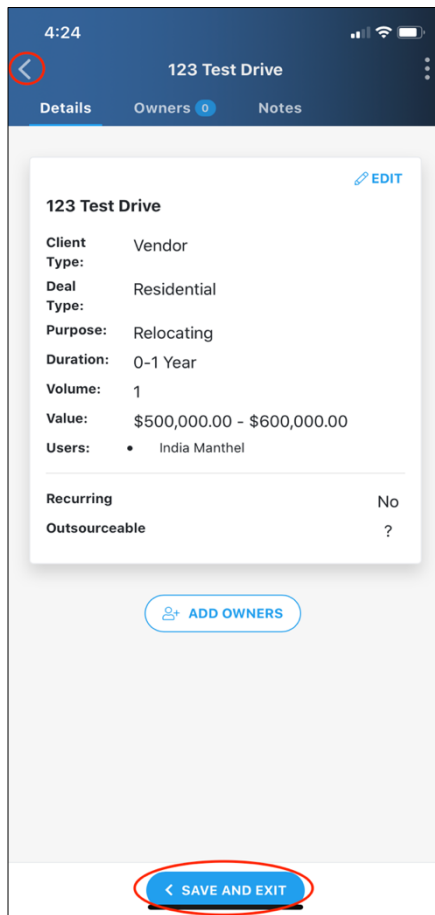 4:24
123 Test Drive
Details Owners 0 Notes
EDIT
123 Test Drive
Client Type: Vendor
Deal Type: Residential
Purpose: Relocating
Duration: 0-1 Year
Volume: 1
Value: $500,000.00 - $600,000.00
Users: • India Manthel
Recurring No
Outsourceable ?
ADD OWNERS
SAVE AND EXIT